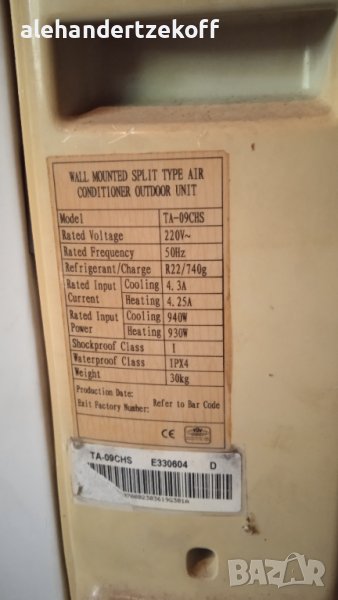 alehandertzekoff
WALL MOUNTED SPLIT TYPE AIR
CONDITIONER OUTDOOR UNIT
Model TA-09CHS
Rated Voltage 220V~
Rated Frequency 50Hz
Refrigerant/Charge R22/740g
Rated Input Current Cooling 4.3A
Heating 4.25A
Rated Input Power Cooling 940W
Heating 930W
Shockproof Class I
Waterproof Class IPX4
Weight 30kg
Production Date:
Exit Factory Number: Refer to Bar Code
CE
TA-09CHS E330604 D
BAZAR